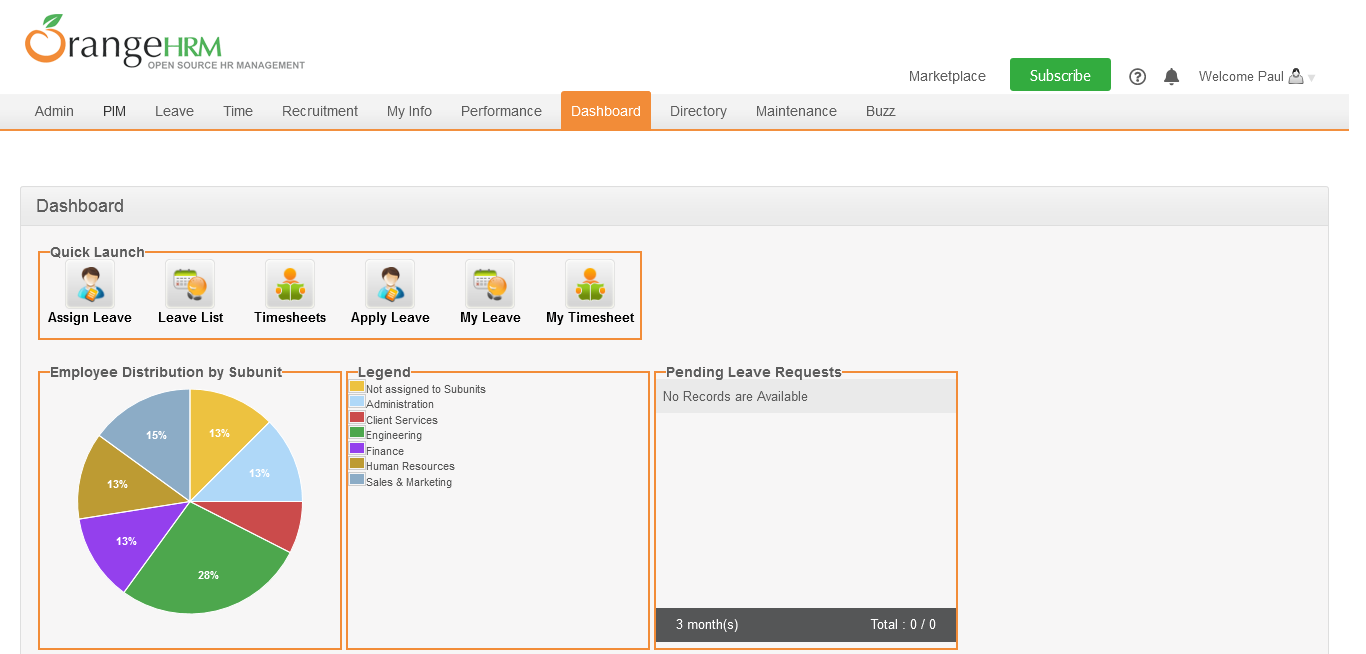 OrangeHRM
OPEN SOURCE HR MANAGEMENT
Marketplace Subscribe ? Welcome Paul
Admin PIM Leave Time Recruitment My Info Performance Dashboard Directory Maintenance Buzz
Dashboard
Quick Launch
Assign Leave Leave List Timesheets Apply Leave My Leave My Timesheet
Employee Distribution by Subunit
13%
13%
28%
13%
13%
15%
Legend
Not assigned to Subunits
Administration
Client Services
Engineering
Finance
Human Resources
Sales & Marketing
Pending Leave Requests
No Records are Available
3 month(s) Total : 0 / 0